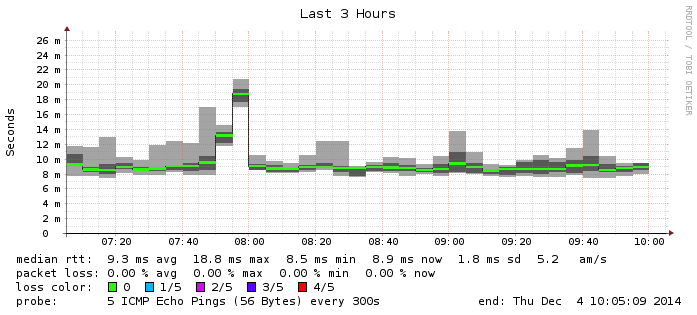 Last 3 Hours
RRDTOOL / TOBI OETIKER
Seconds
26 m
24 m
22 m
20 m
18 m
16 m
14 m
12 m
10 m
8 m
6 m
4 m
2 m
0
07:20 07:40 08:00 08:20 08:40 09:00 09:20 09:40 10:00
median rtt: 9.3 ms avg 18.8 ms max 8.5 ms min 8.9 ms now 1.8 ms sd 5.2 am/s
packet loss: 0.00 % avg 0.00 % max 0.00 % min 0.00 % now
loss color: 0 1/5 2/5 3/5 4/5
probe: 5 ICMP Echo Pings (56 Bytes) every 300s end: Thu Dec 4 10:05:09 2014